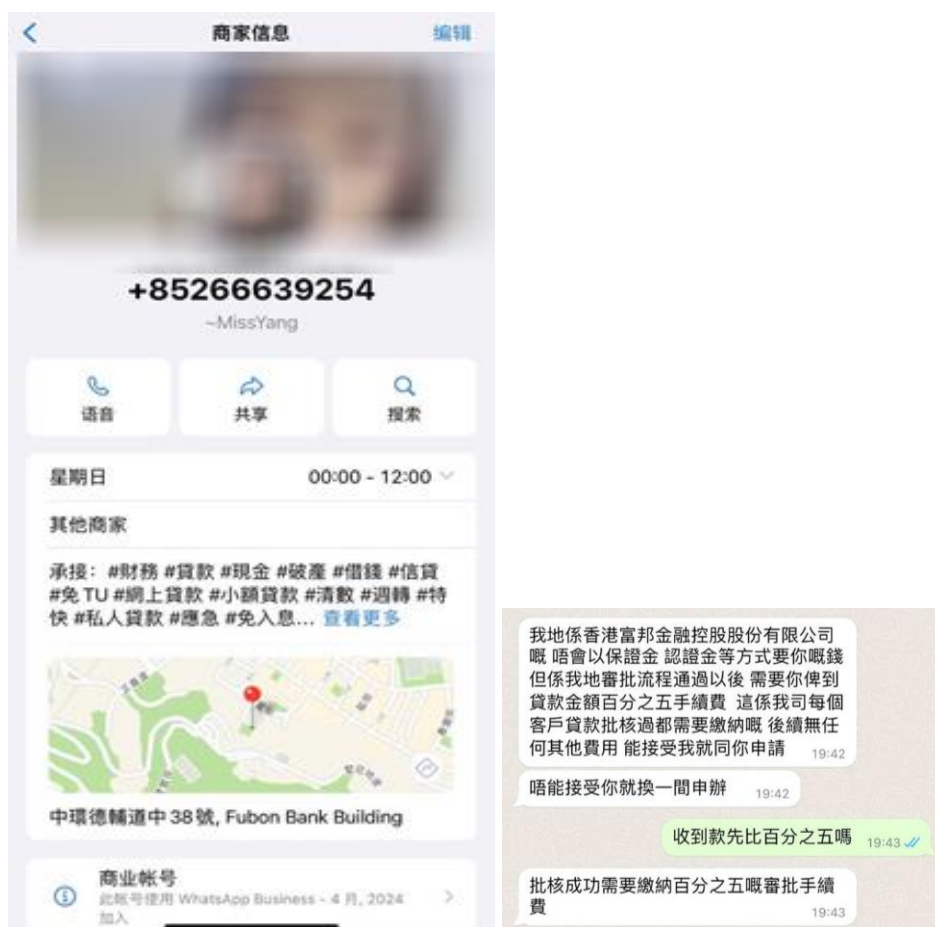 商家信息
编辑
+85266639254
~MissYang
语音
共享
搜索
星期日
00:00 - 12:00
其他商家
承接：#財務 #貸款 #現金 #破產 #借錢 #信貸
#免 TU #網上貸款 #小額貸款 #清數 #週轉 #特
快 #私人貸款 #應急 #免入息... 查看更多
中環德輔道中 38 號, Fubon Bank Building
商业帐号
此帐号使用 WhatsApp Business - 4 月, 2024
加入
我地係香港富邦金融控股股份有限公司
嘅 唔會以保證金 認證金等方式要你嘅錢
但係我地審批流程通過以後 需要你俾到
貸款金額百分之五手續費 這係我司每個
客戶貸款批核過都需要繳納嘅 後續無任
何其他費用 能接受我就同你申請
19:42
唔能接受你就換一間申辦
19:42
收到款先比百分之五嗎
19:43
批核成功需要繳納百分之五嘅審批手續
費
19:43